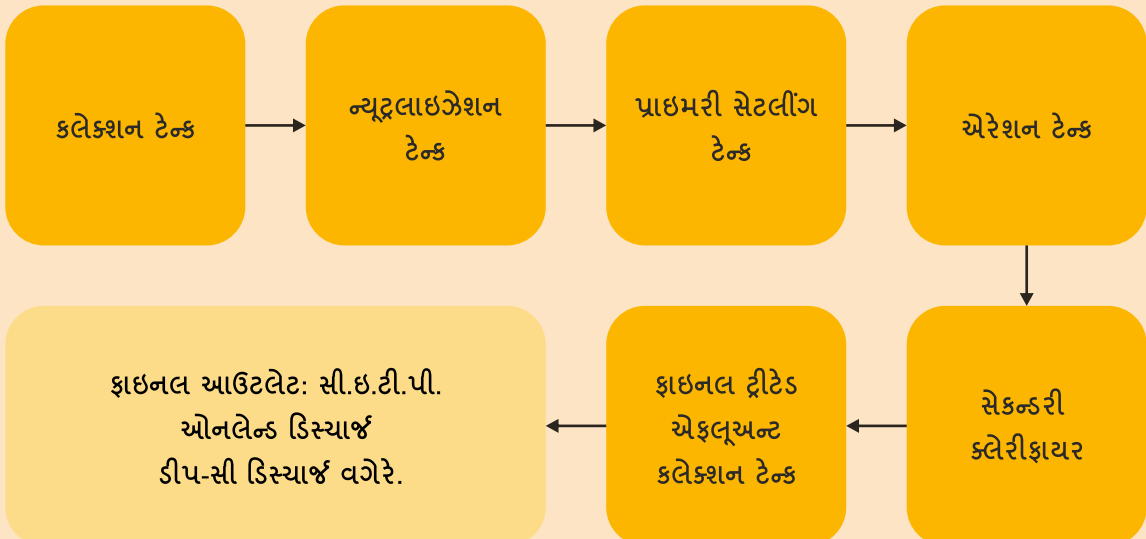 કલેક્શન ટેન્ક
ન્યૂટ્રલાઇઝેશન
ટેન્ક
પ્રાઇમરી સેટલીંગ
ટેન્ક
એરેશન ટેન્ક
સેકન્ડરી
ક્લેરીફાયર
ફાઇનલ ટ્રીટેડ
એફલૂઅન્ટ
કલેક્શન ટેન્ક
ફાઇનલ આઉટલેટ: સી.ઇ.ટી.પી.
ઓનલેન્ડ ડિસ્ચાર્જ
ડીપ-સી ડિસ્ચાર્જ વગેરે.